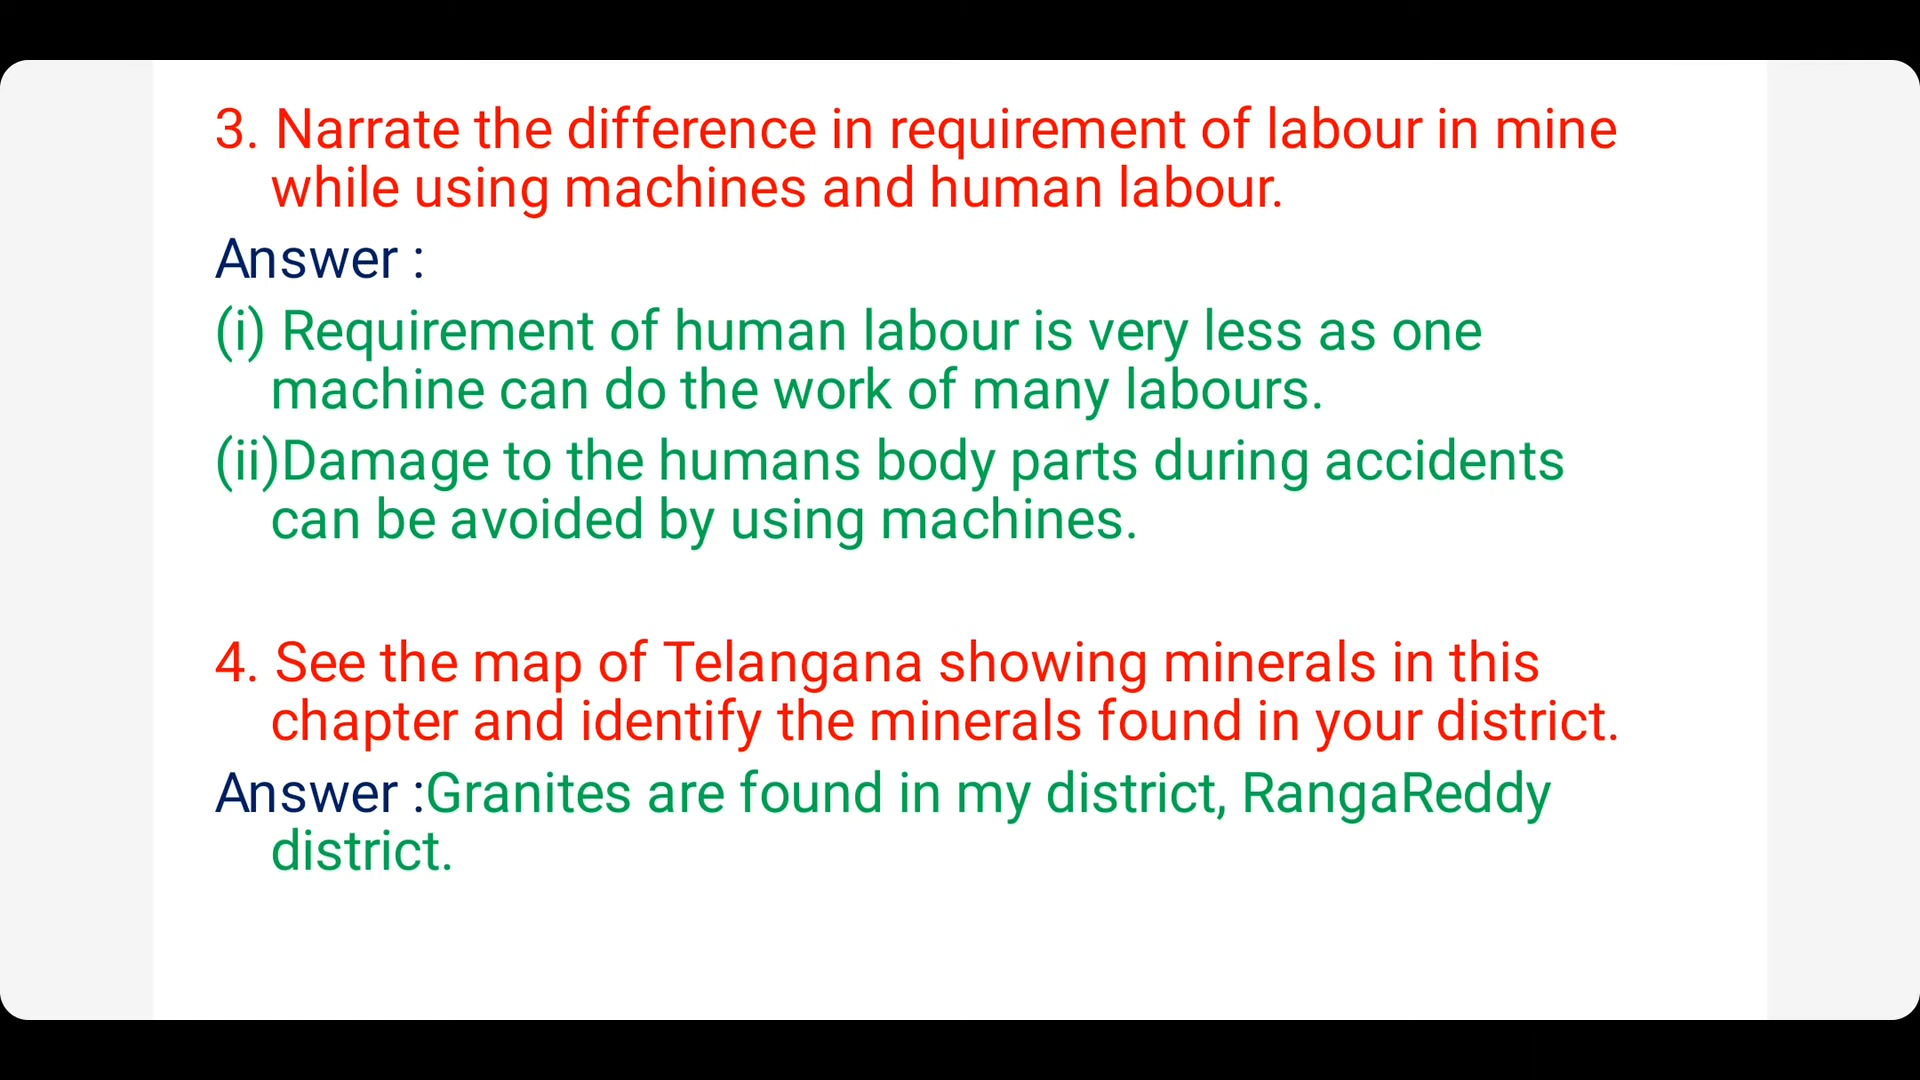 3. Narrate the difference in requirement of labour in mine
while using machines and human labour.
Answer :
(i) Requirement of human labour is very less as one
machine can do the work of many labours.
(ii)Damage to the humans body parts during accidents
can be avoided by using machines.
4. See the map of Telangana showing minerals in this
chapter and identify the minerals found in your district.
Answer :Granites are found in my district, RangaReddy
district.